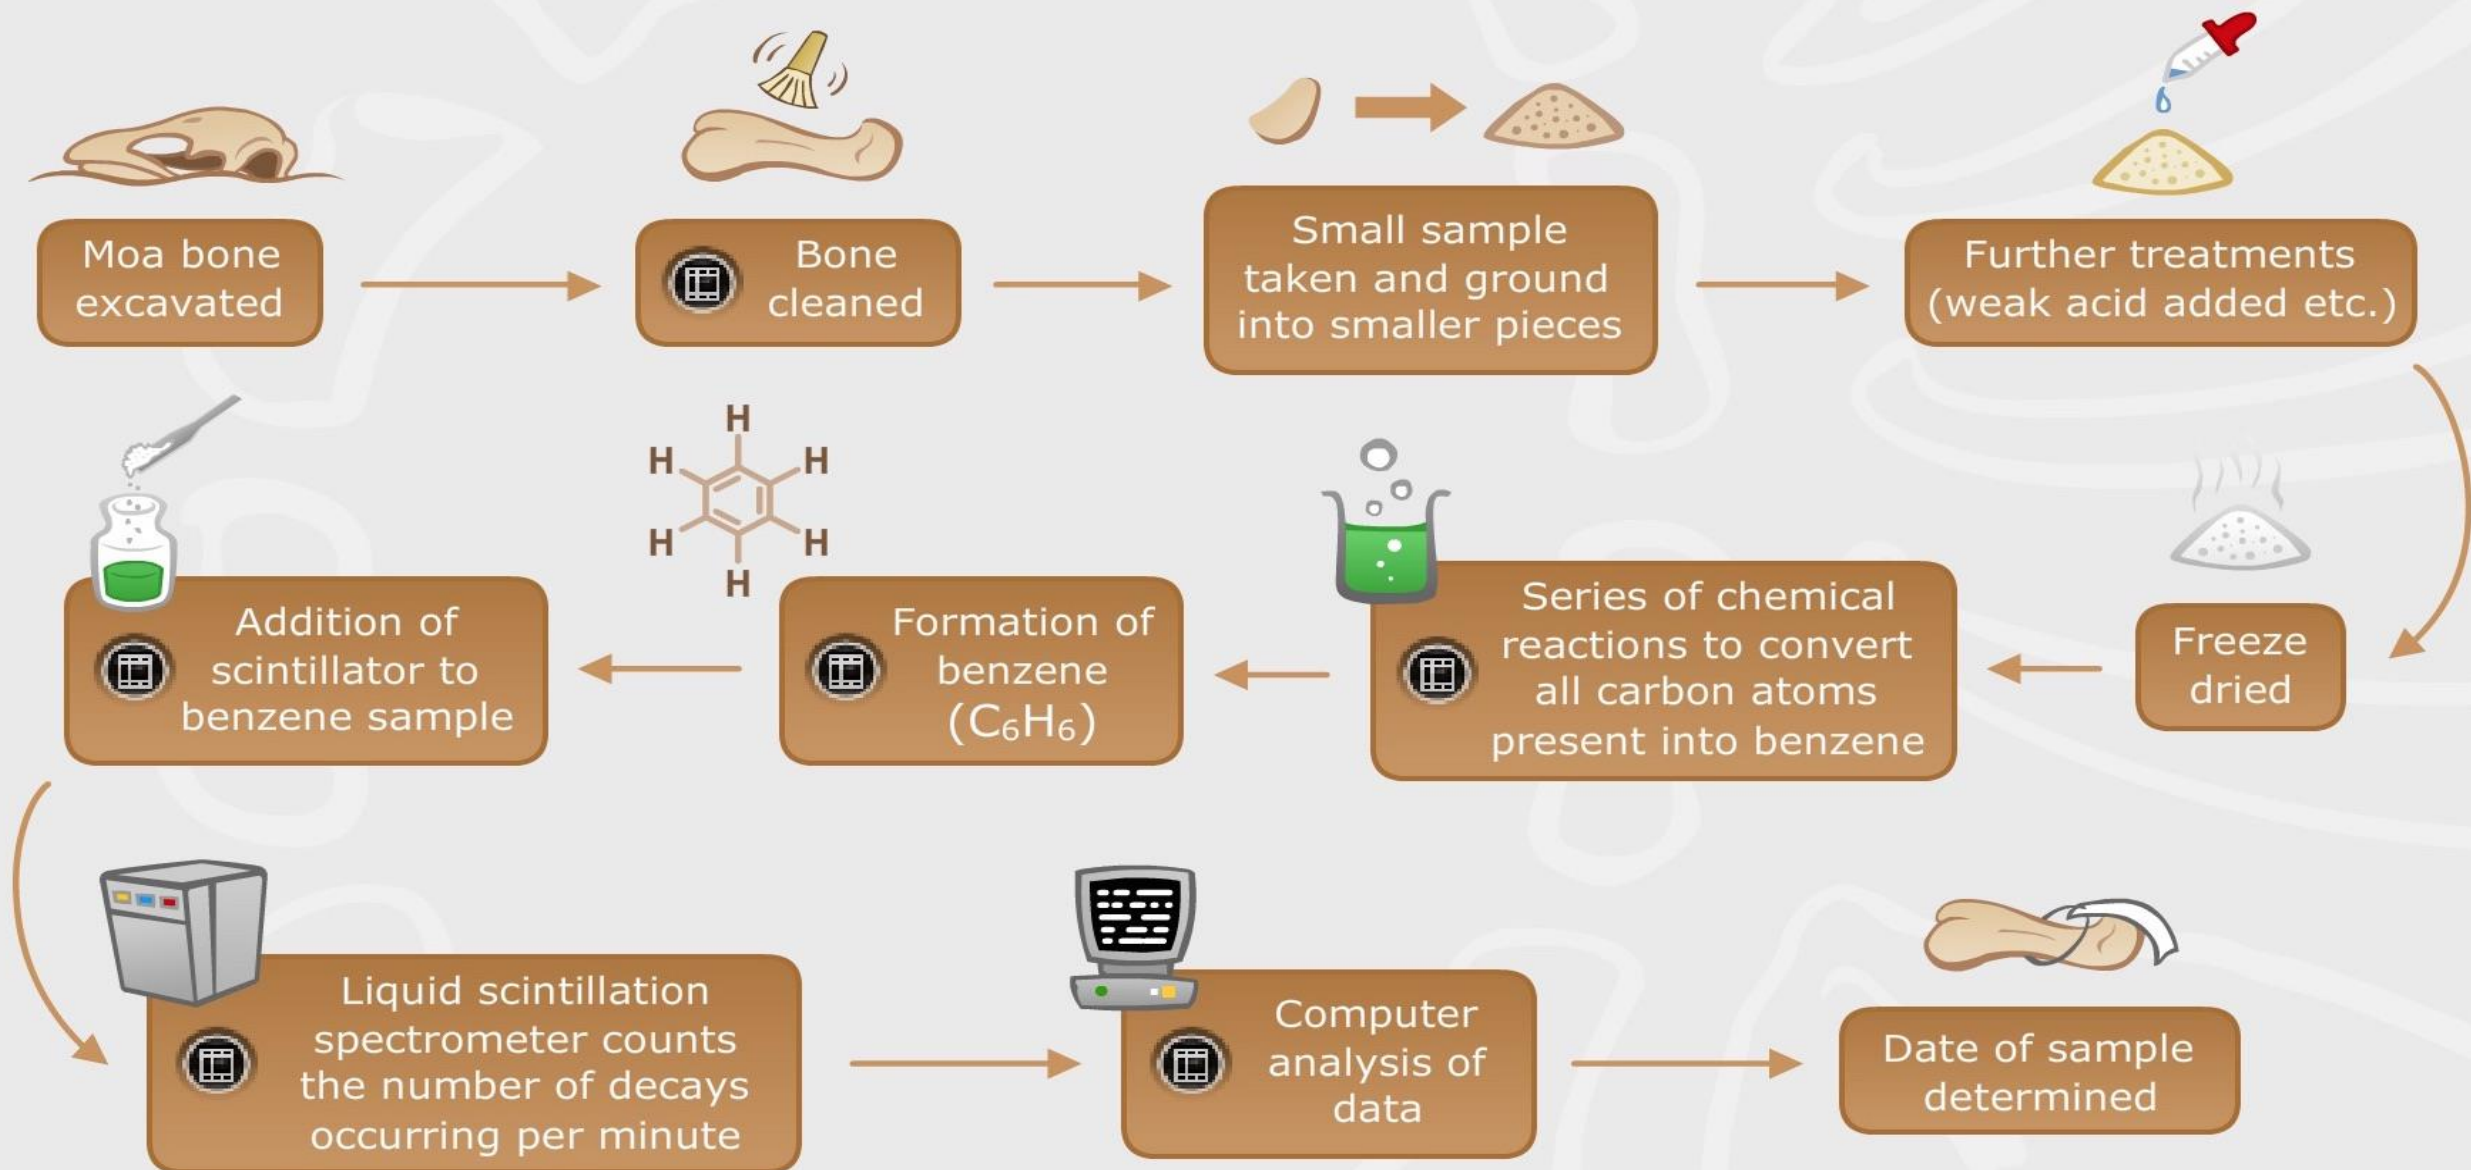 Moa bone
excavated
Bone
cleaned
Small sample
taken and ground
into smaller pieces
Further treatments
(weak acid added etc.)
Freeze
dried
Series of chemical
reactions to convert
all carbon atoms
present into benzene
H
H
H
H
H
H
Formation of
benzene
(C₆H₆)
Addition of
scintillator to
benzene sample
Liquid scintillation
spectrometer counts
the number of decays
occurring per minute
Computer
analysis of
data
Date of sample
determined